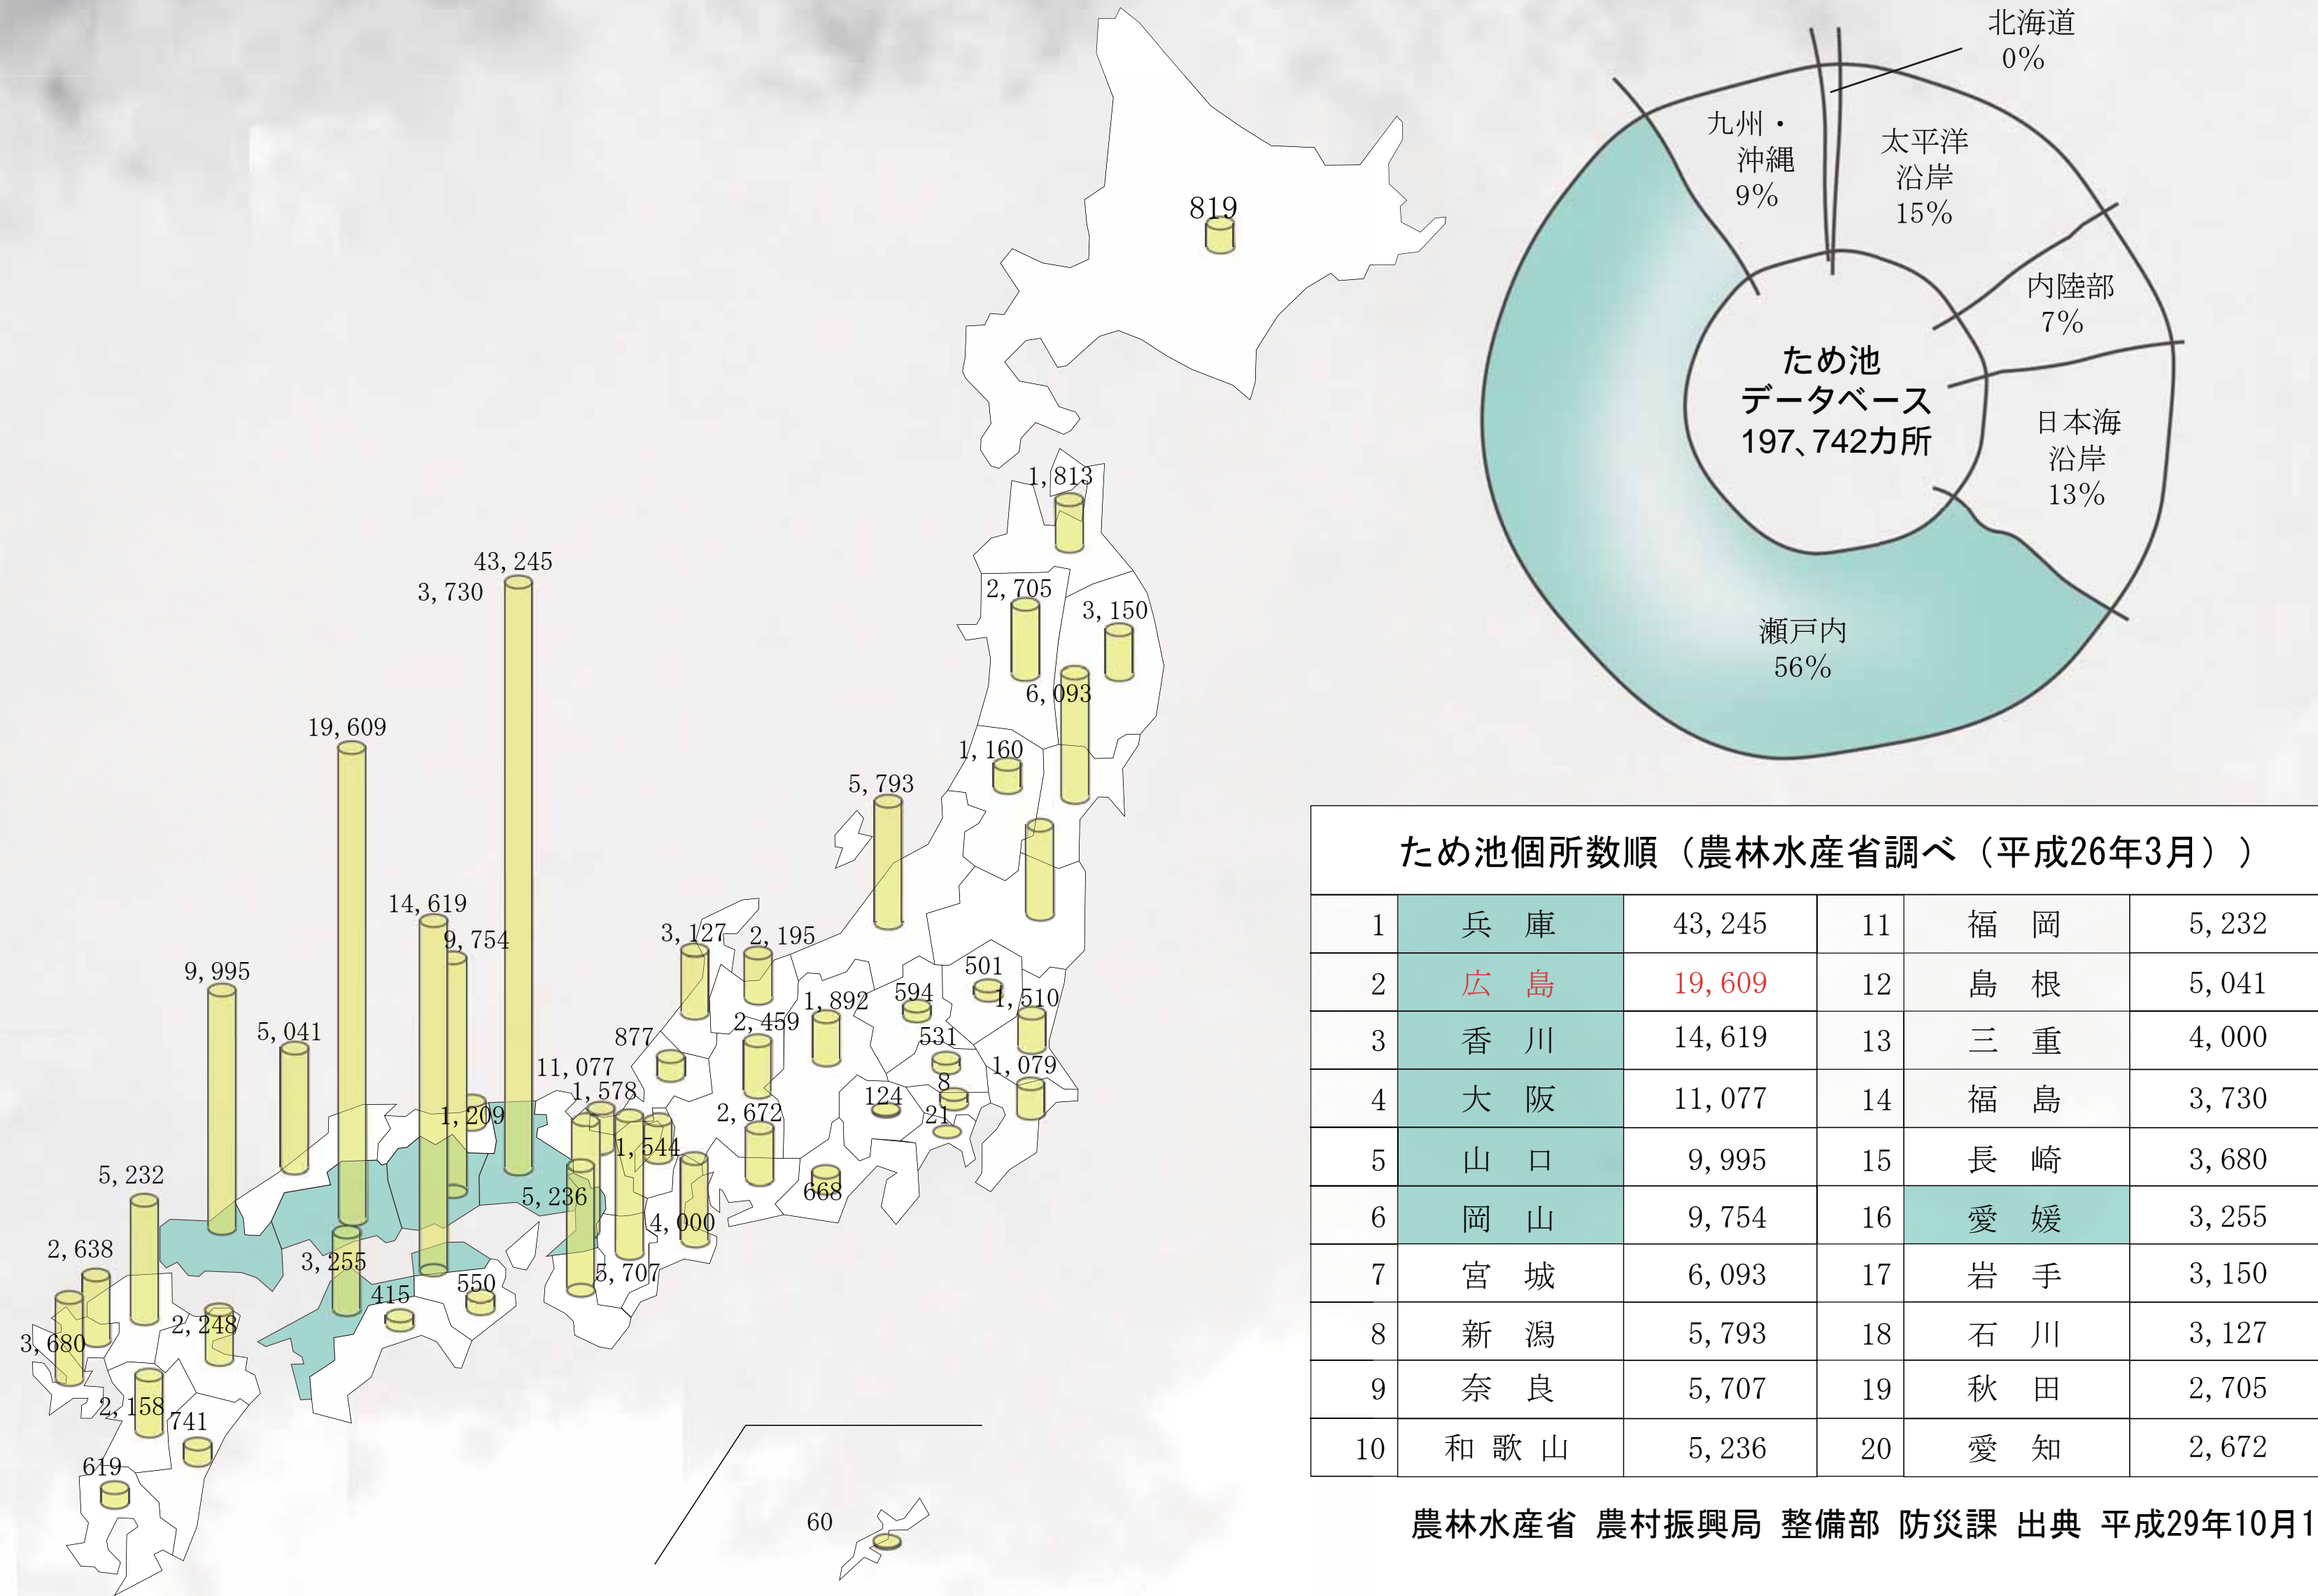 北海道
0%
九州・
沖縄
9%
太平洋
沿岸
15%
内陸部
7%
ため池
データベース
197、742カ所
日本海
沿岸
13%
瀬戸内
56%
819
1,813
2,705
3,150
6,093
1,160
5,793
43,245
3,730
19,609
14,619
9,754
9,995
5,041
3,127
2,195
1,892
594
501
1,510
877
2,459
531
1,079
11,077
1,578
1,209
2,672
124
8
21
1,544
668
5,232
5,236
4,000
2,638
3,255
415
550
5,707
3,680
2,248
2,158
741
619
60
ため池個所数順（農林水産省調べ（平成26年3月））
1 兵 庫 43,245 11 福 岡 5,232
2 広 島 19,609 12 島 根 5,041
3 香 川 14,619 13 三 重 4,000
4 大 阪 11,077 14 福 島 3,730
5 山 口 9,995 15 長 崎 3,680
6 岡 山 9,754 16 愛 媛 3,255
7 宮 城 6,093 17 岩 手 3,150
8 新 潟 5,793 18 石 川 3,127
9 奈 良 5,707 19 秋 田 2,705
10 和 歌 山 5,236 20 愛 知 2,672
農林水産省 農村振興局 整備部 防災課 出典 平成29年10月1